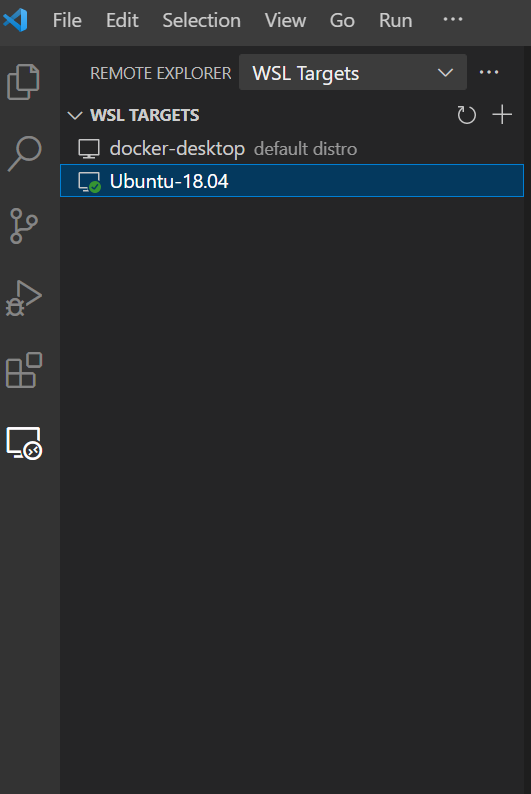 File Edit Selection View Go Run ...
REMOTE EXPLORER WSL Targets ...
WSL TARGETS
docker-desktop default distro
Ubuntu-18.04